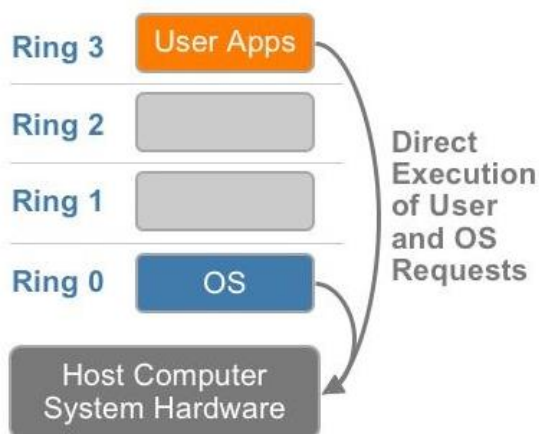 Ring 3
User Apps
Ring 2
Ring 1
Ring 0
OS
Direct
Execution
of User
and OS
Requests
Host Computer
System Hardware